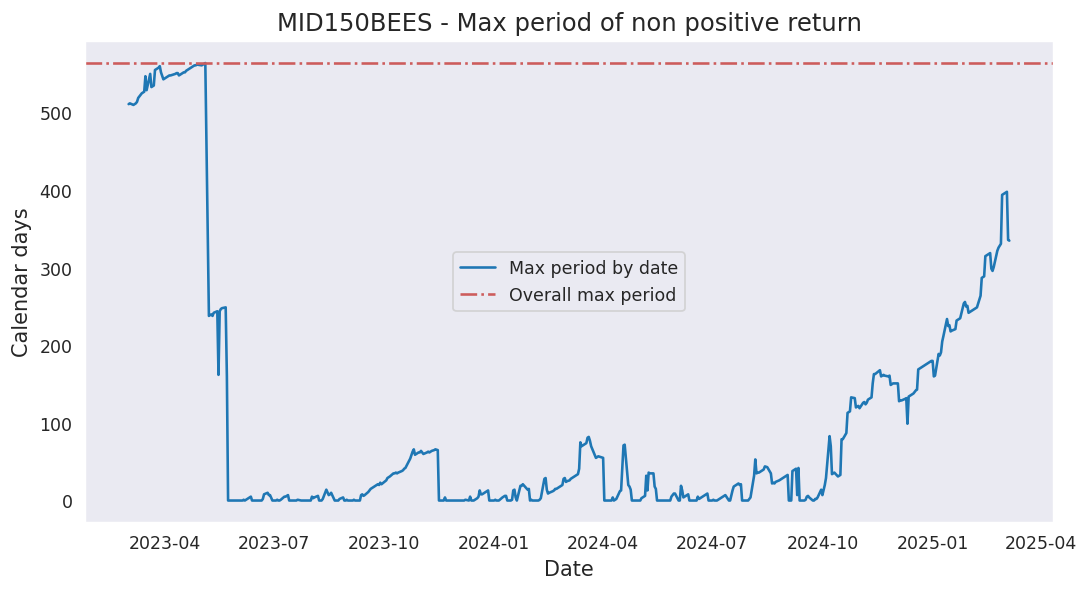 MID150BEES - Max period of non positive return
Calendar days
500
400
300
200
100
0
Max period by date
Overall max period
2023-04 2023-07 2023-10 2024-01 2024-04 2024-07 2024-10 2025-01 2025-04
Date